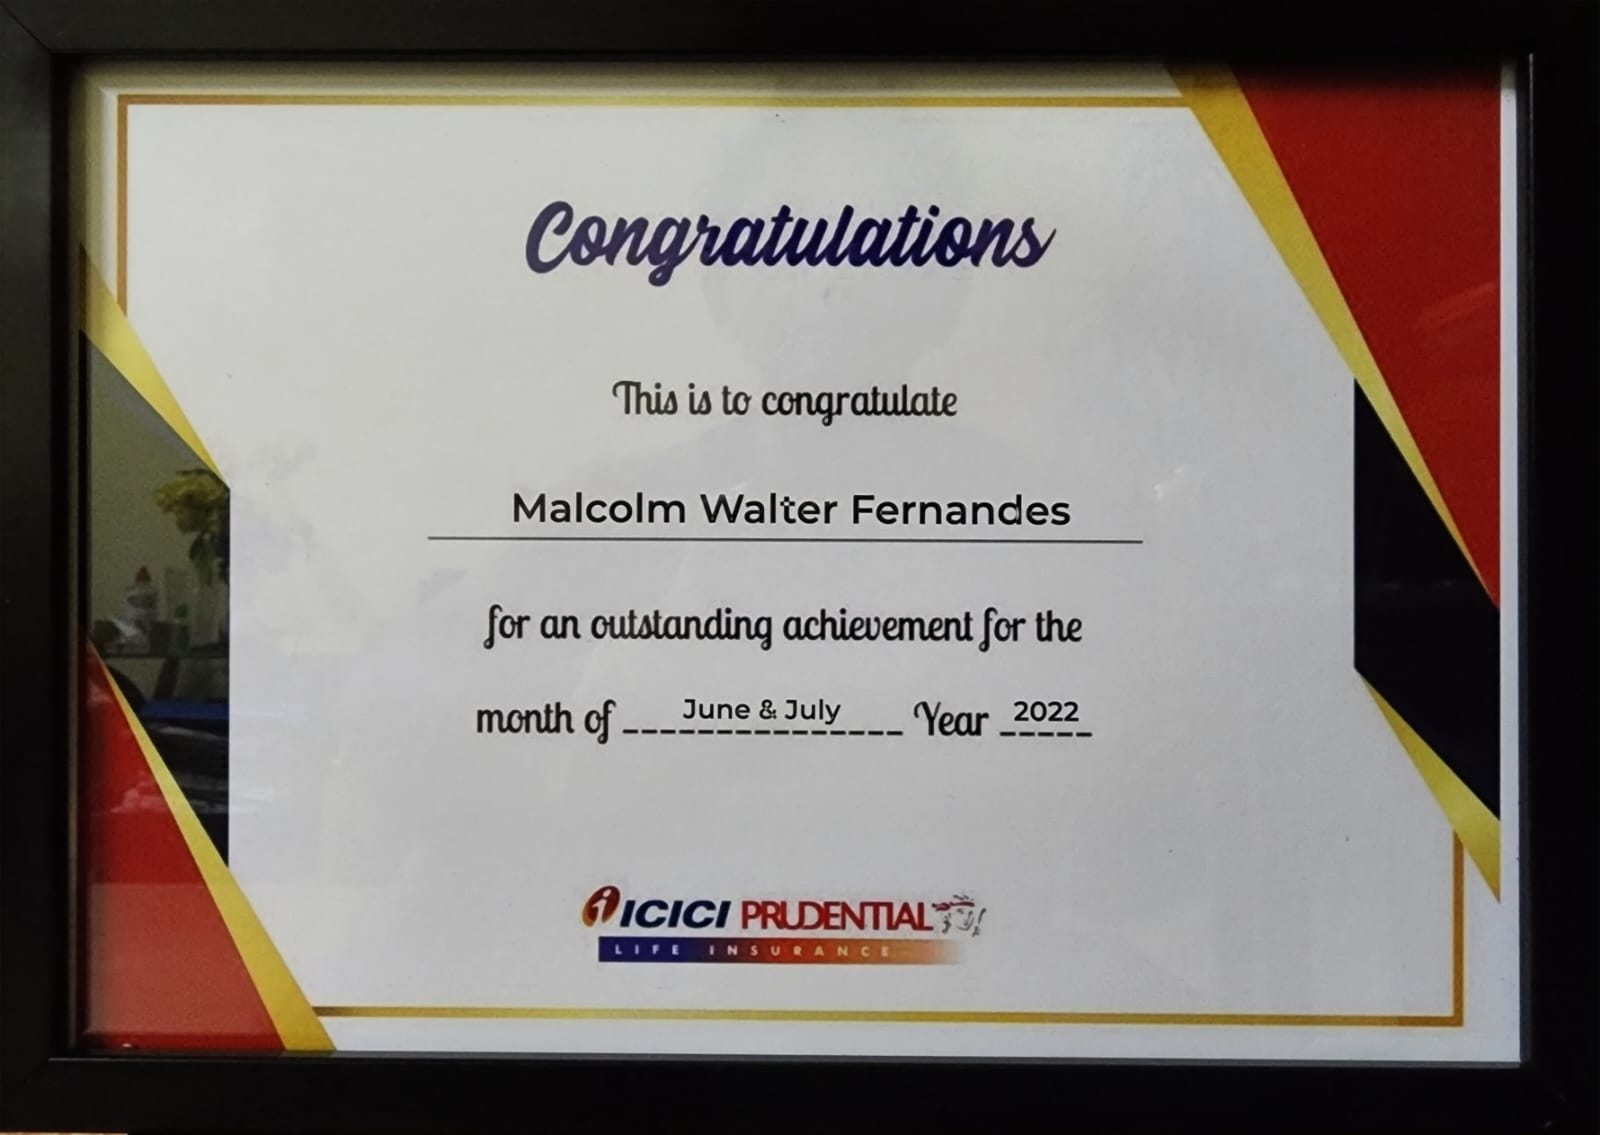 Congratulations
This is to congratulate
Malcolm Walter Fernandes
for an outstanding achievement for the
month of June & July Year 2022
ICICI PRUDENTIAL
LIFE INSURANCE